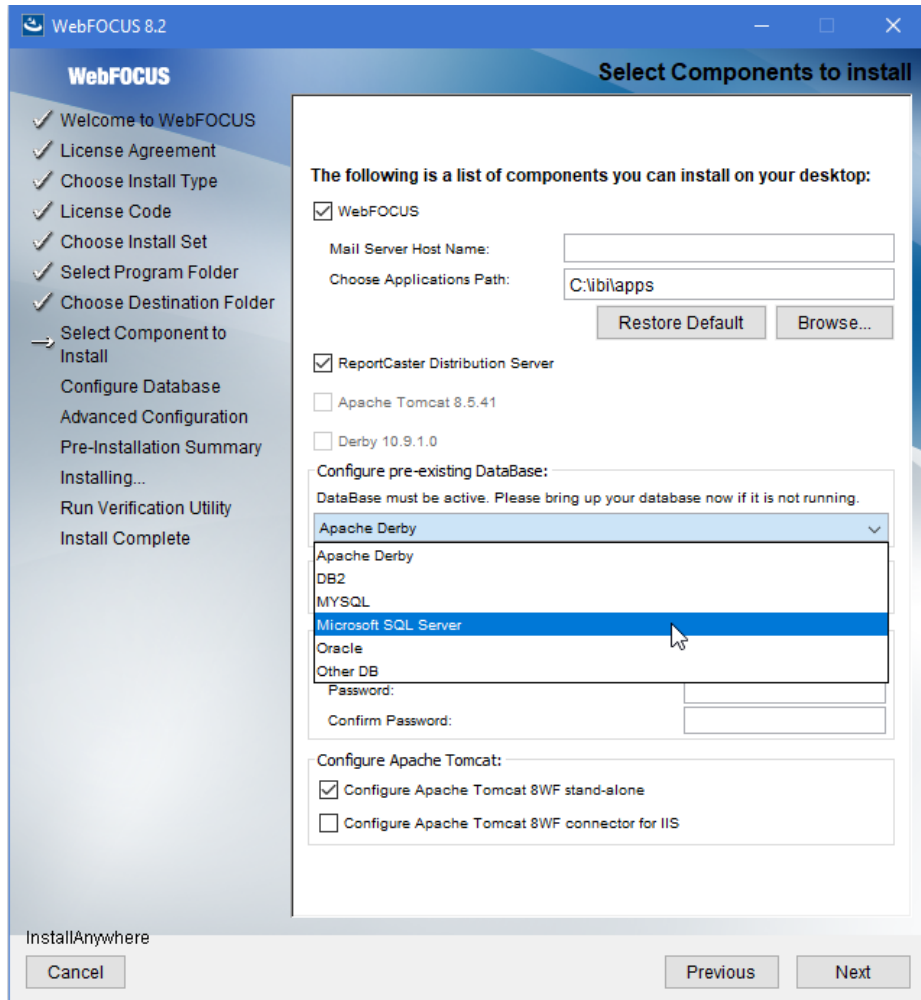 WebFOCUS 8.2
WebFOCUS
Select Components to install
Welcome to WebFOCUS
License Agreement
Choose Install Type
License Code
Choose Install Set
Select Program Folder
Choose Destination Folder
Select Component to
Install
Configure Database
Advanced Configuration
Pre-Installation Summary
Installing...
Run Verification Utility
Install Complete
The following is a list of components you can install on your desktop:
WebFOCUS
Mail Server Host Name:
Choose Applications Path:
C:\ibi\apps
Restore Default
Browse...
ReportCaster Distribution Server
Apache Tomcat 8.5.41
Derby 10.9.1.0
Configure pre-existing DataBase:
DataBase must be active. Please bring up your database now if it is not running.
Apache Derby
Apache Derby
DB2
MYSQL
Microsoft SQL Server
Oracle
Other DB
Password:
Confirm Password:
Configure Apache Tomcat:
Configure Apache Tomcat 8WF stand-alone
Configure Apache Tomcat 8WF connector for IIS
InstallAnywhere
Cancel
Previous
Next